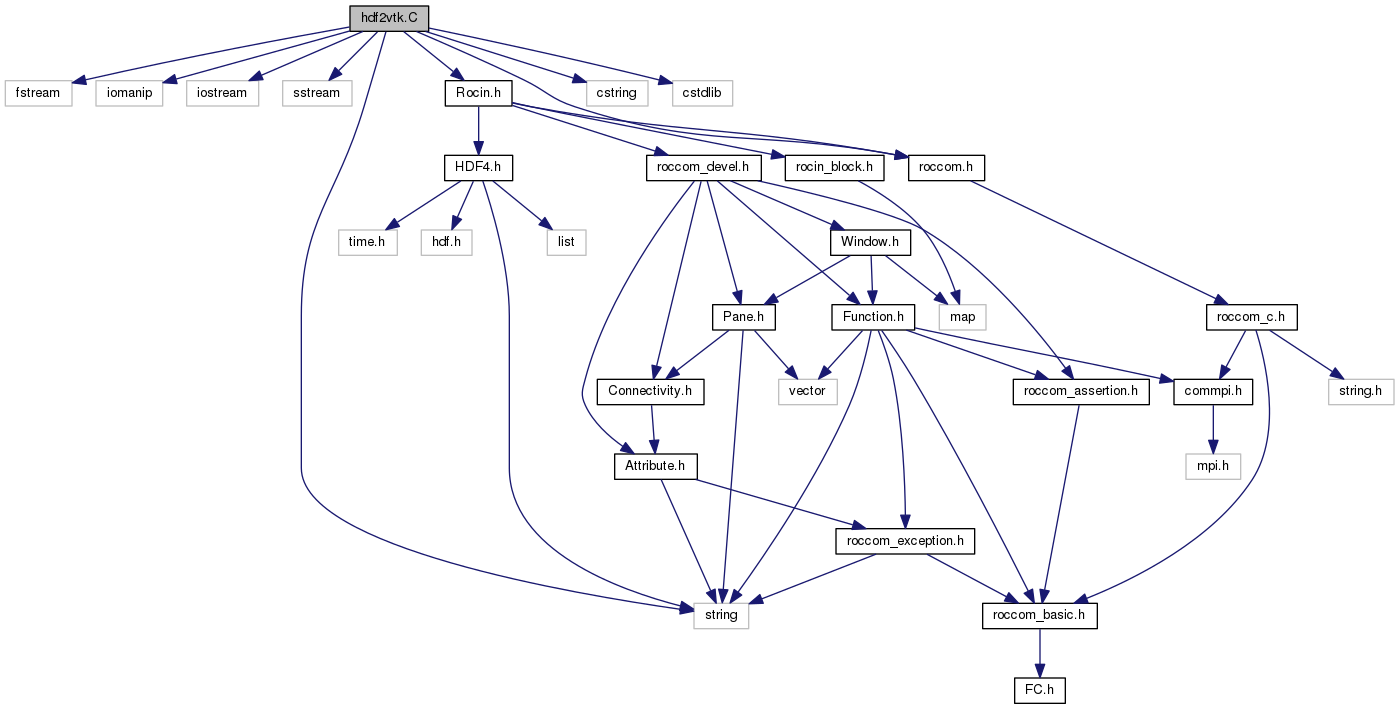 hdf2vtk.C
fstream
iomanip
iostream
sstream
Rocin.h
cstring
cstdlib
HDF4.h
roccom_devel.h
rocin_block.h
roccom.h
time.h
hdf.h
list
Window.h
Pane.h
Function.h
map
roccom_c.h
Connectivity.h
vector
roccom_assertion.h
commpi.h
string.h
Attribute.h
mpi.h
roccom_exception.h
string
roccom_basic.h
FC.h